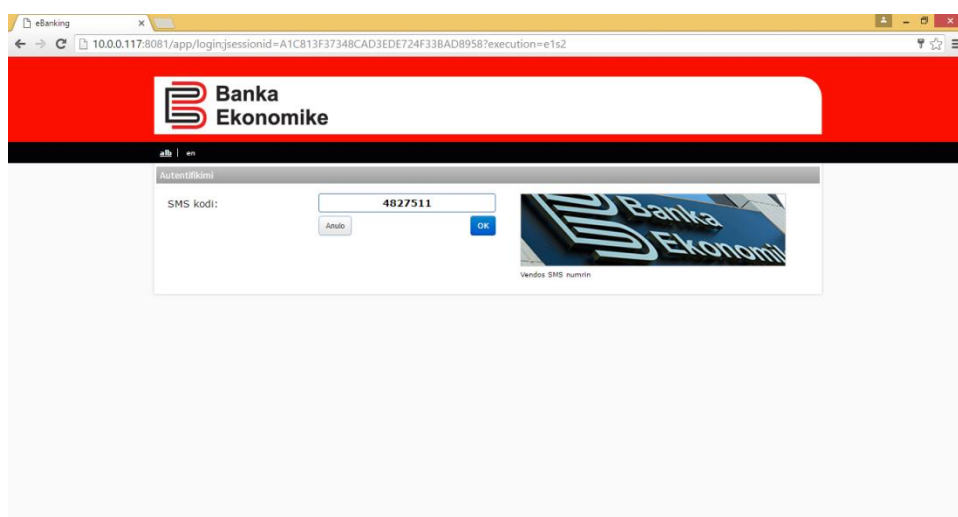 eBanking
10.0.0.117:8081/app/login;jsessionid=A1C813F37348CAD3EDE724F33BAD8958?execution=e1s2
Banka
Ekonomike
alb | en
Autentifikimi
SMS kodi:
4827511
Anulo
OK
Banka
Ekonomi
Vendos SMS numrin